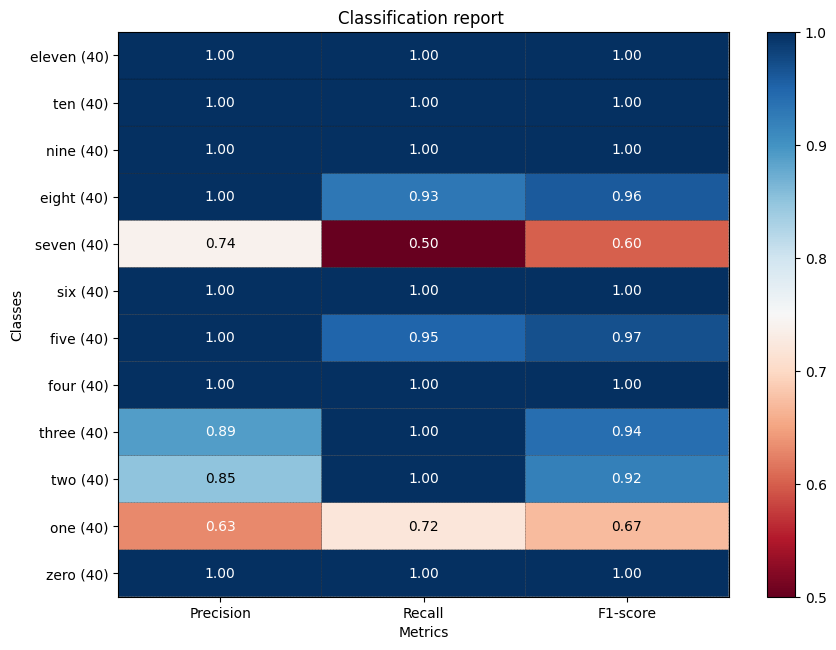 Classification report
eleven (40) 1.00 1.00 1.00
ten (40) 1.00 1.00 1.00
nine (40) 1.00 1.00 1.00
eight (40) 1.00 0.93 0.96
seven (40) 0.74 0.50 0.60
six (40) 1.00 1.00 1.00
five (40) 1.00 0.95 0.97
four (40) 1.00 1.00 1.00
three (40) 0.89 1.00 0.94
two (40) 0.85 1.00 0.92
one (40) 0.63 0.72 0.67
zero (40) 1.00 1.00 1.00
Classes
Precision Recall F1-score
Metrics
1.0
0.9
0.8
0.7
0.6
0.5